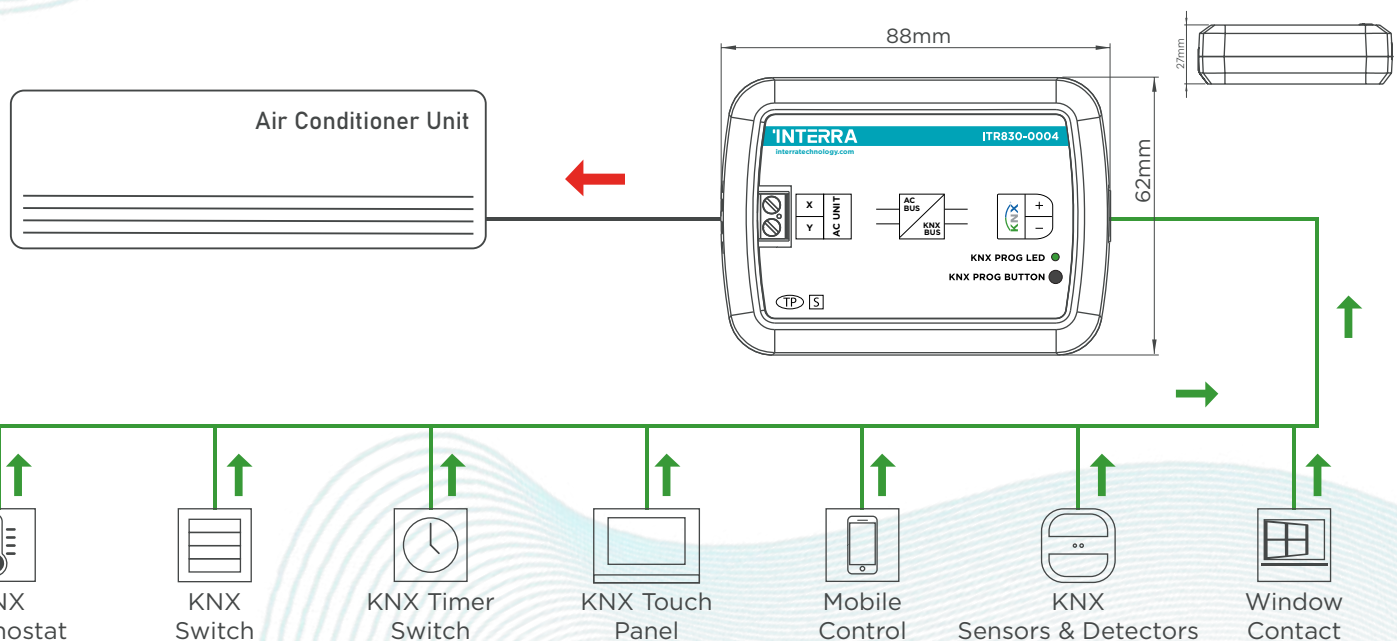 88mm
27mm
Air Conditioner Unit
INTERRA
ITR830-0004
interratechnology.com
62mm
X
Y
AC UNIT
AC
BUS
KNX
BUS
KNX
+
−
KNX PROG LED
KNX PROG BUTTON
TP S
NX
nostat
KNX
Switch
KNX Timer
Switch
KNX Touch
Panel
Mobile
Control
KNX
Sensors & Detectors
Window
Contact